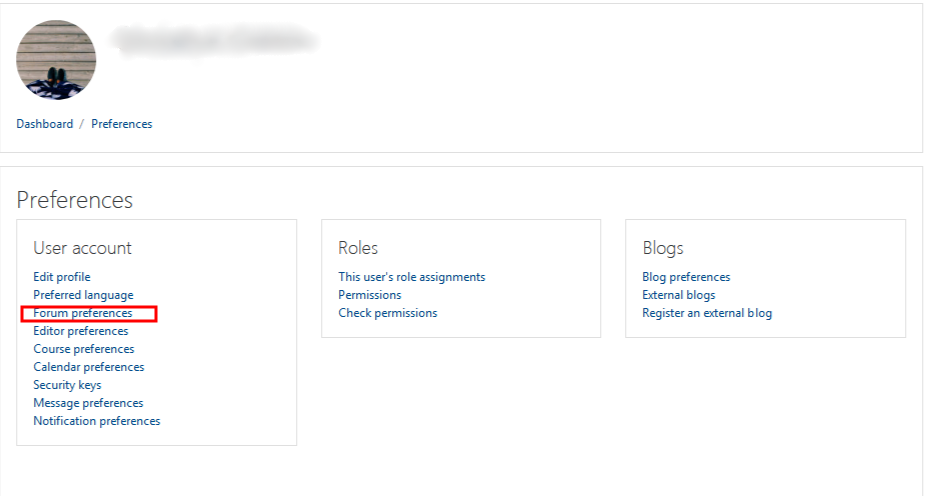 Dashboard / Preferences
Preferences
User account
Edit profile
Preferred language
Forum preferences
Editor preferences
Course preferences
Calendar preferences
Security keys
Message preferences
Notification preferences
Roles
This user's role assignments
Permissions
Check permissions
Blogs
Blog preferences
External blogs
Register an external blog